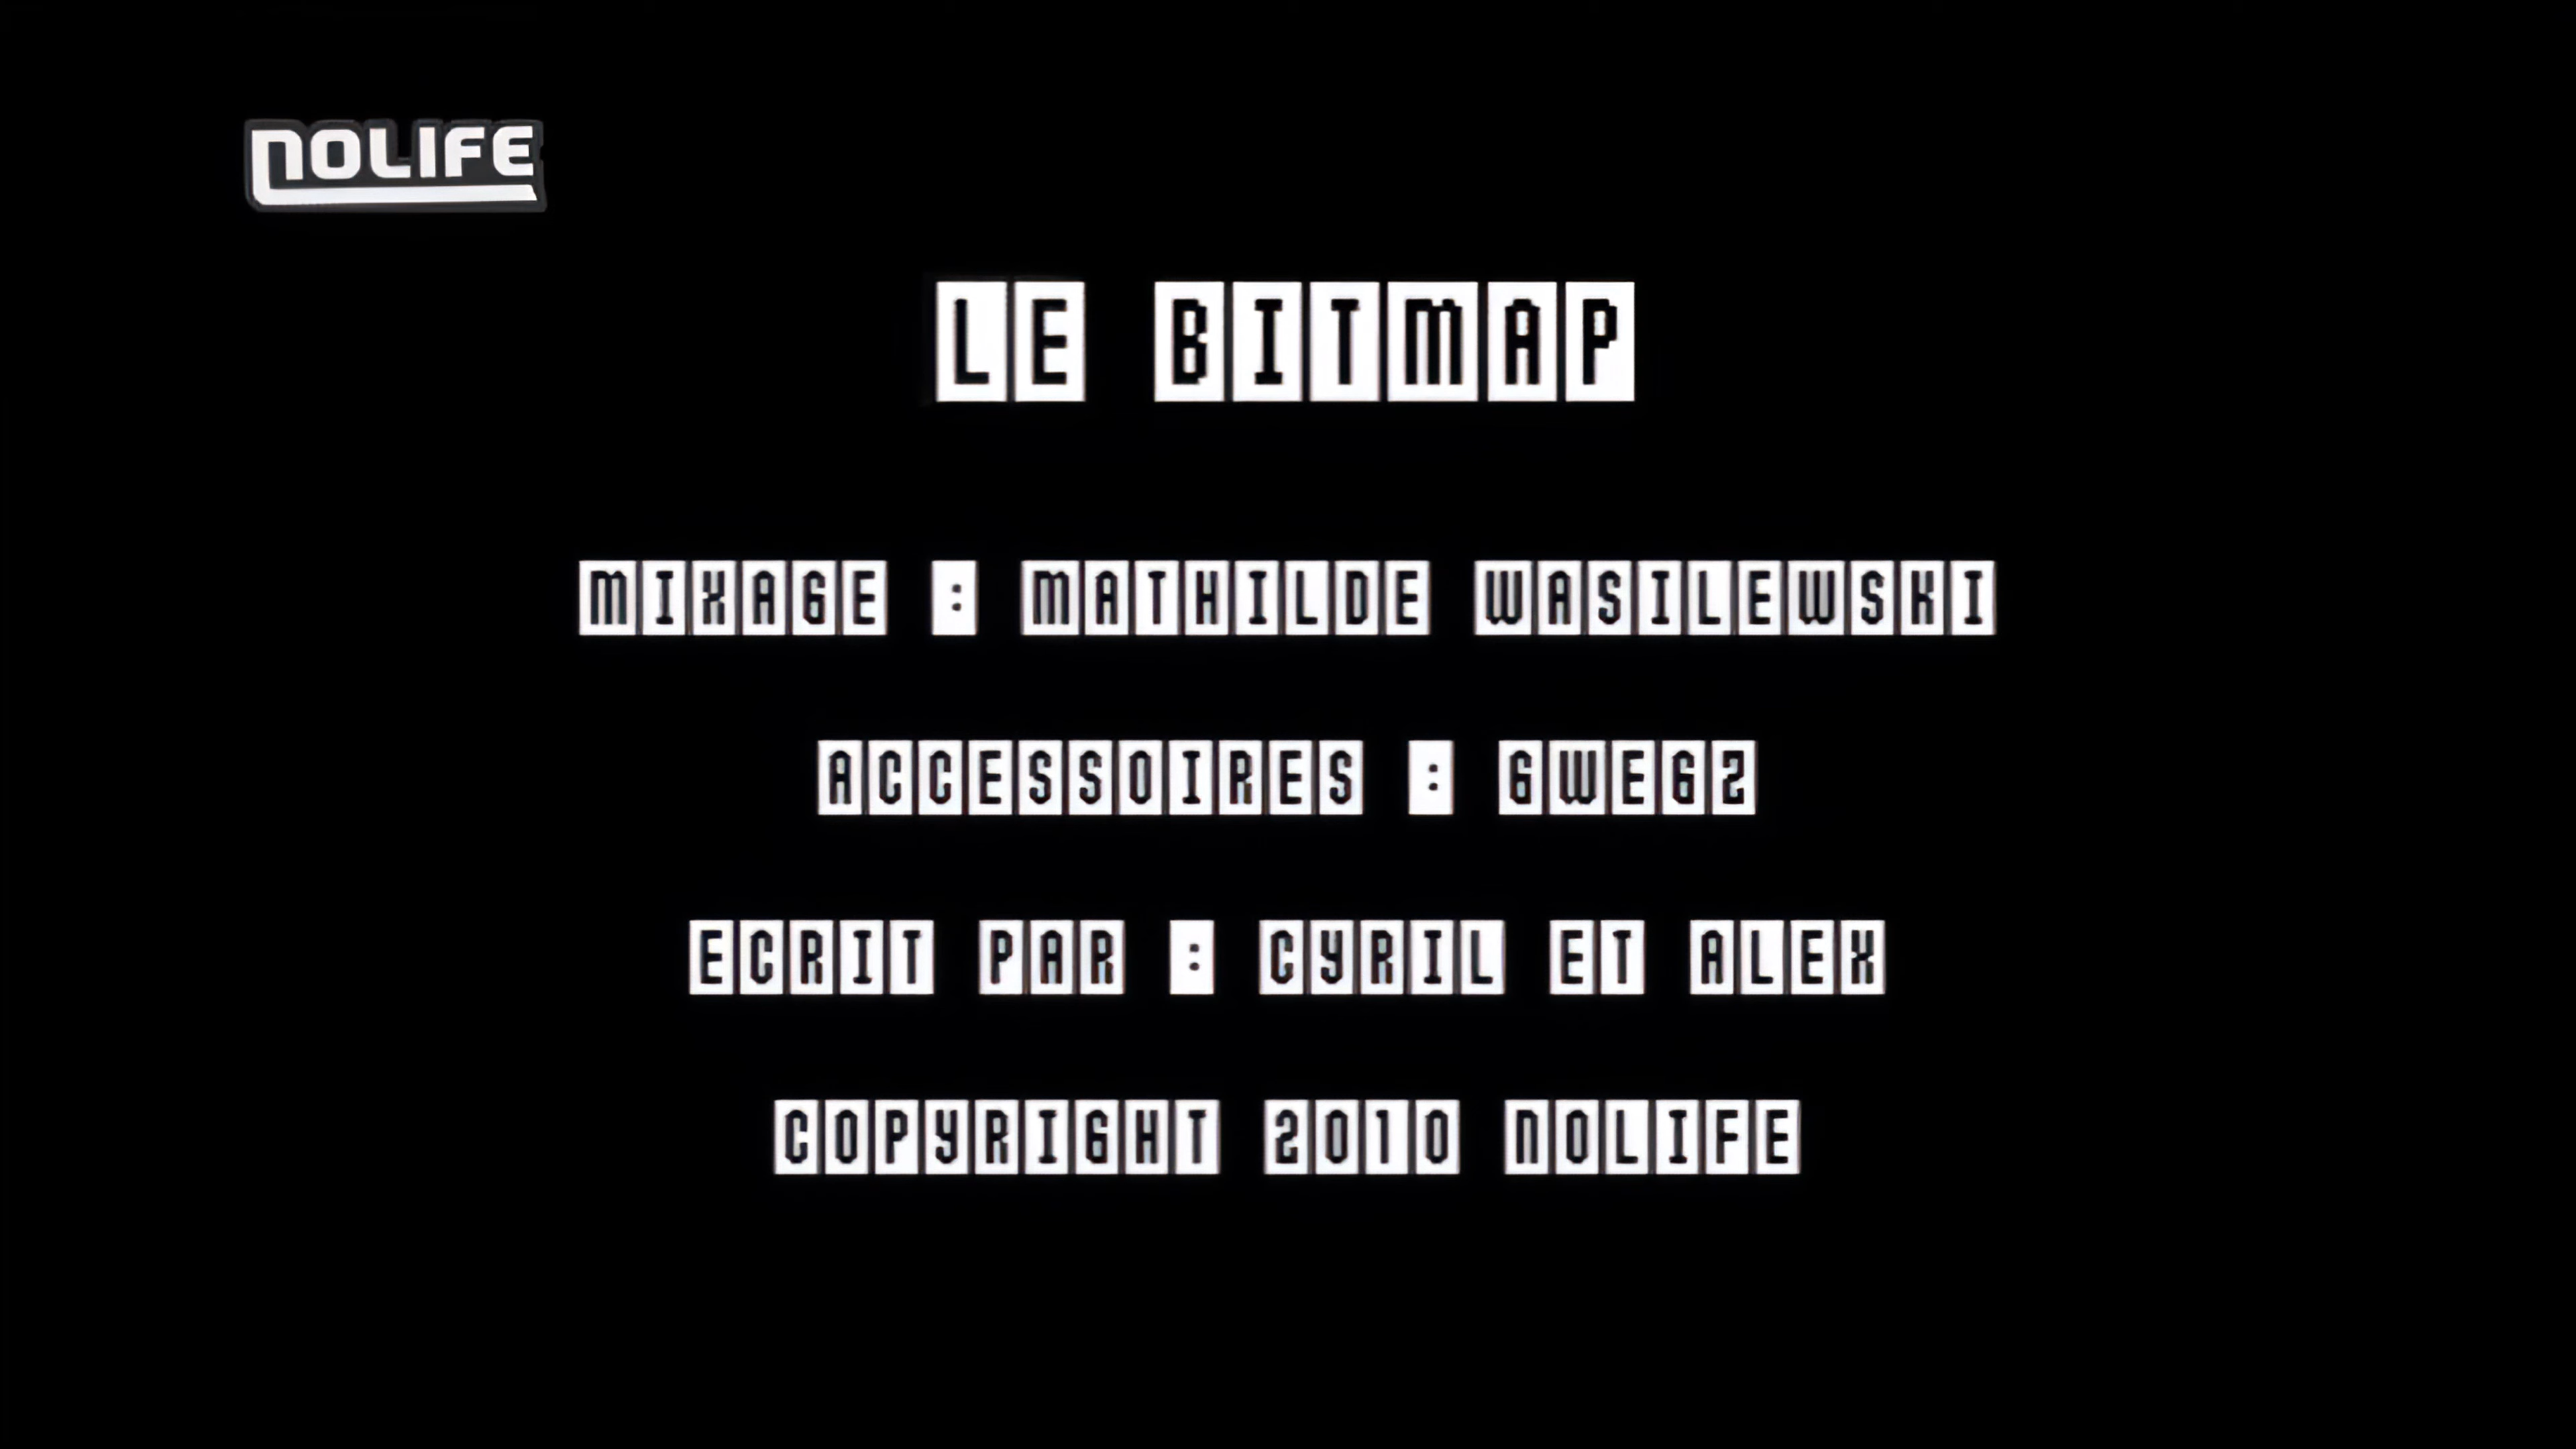 NOLIFE
LE BITMAP
MIXAGE : MATHILDE WASILEWSKI
ACCESSOIRES : GWEGZ
ECRIT PAR : CYRIL ET ALEX
COPYRIGHT 2010 NOLIFE